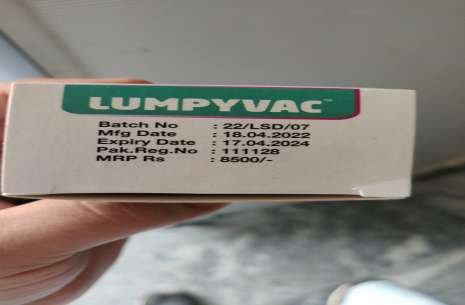 LUMPYVAC™
Batch No : 22/LSD/07
Mfg Date : 18.04.2022
Expiry Date : 17.04.2024
Pak.Reg.No : 111128
MRP Rs : 8500/-